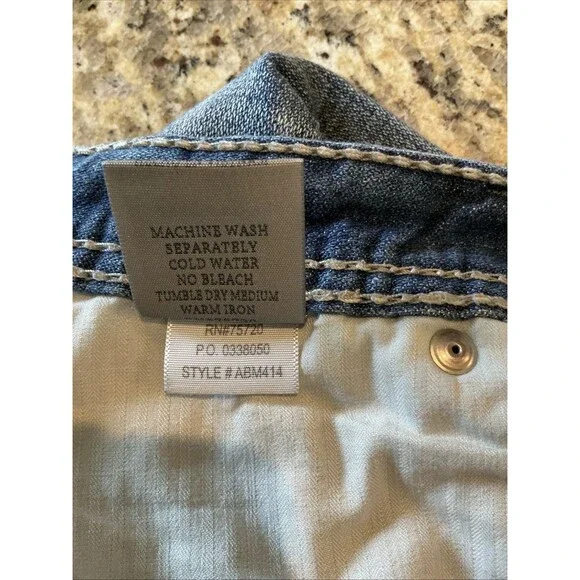 MACHINE WASH
SEPARATELY
COLD WATER
NO BLEACH
TUMBLE DRY MEDIUM
WARM IRON
RN#75720
P.O. 0338050
STYLE # ABM414